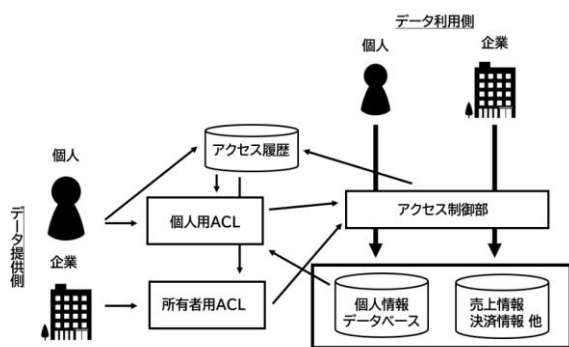 データ利用側
個人
企業
アクセス履歴
個人
個人用ACL
アクセス制御部
データ提供側
企業
所有者用ACL
個人情報
データベース
売上情報
決済情報 他